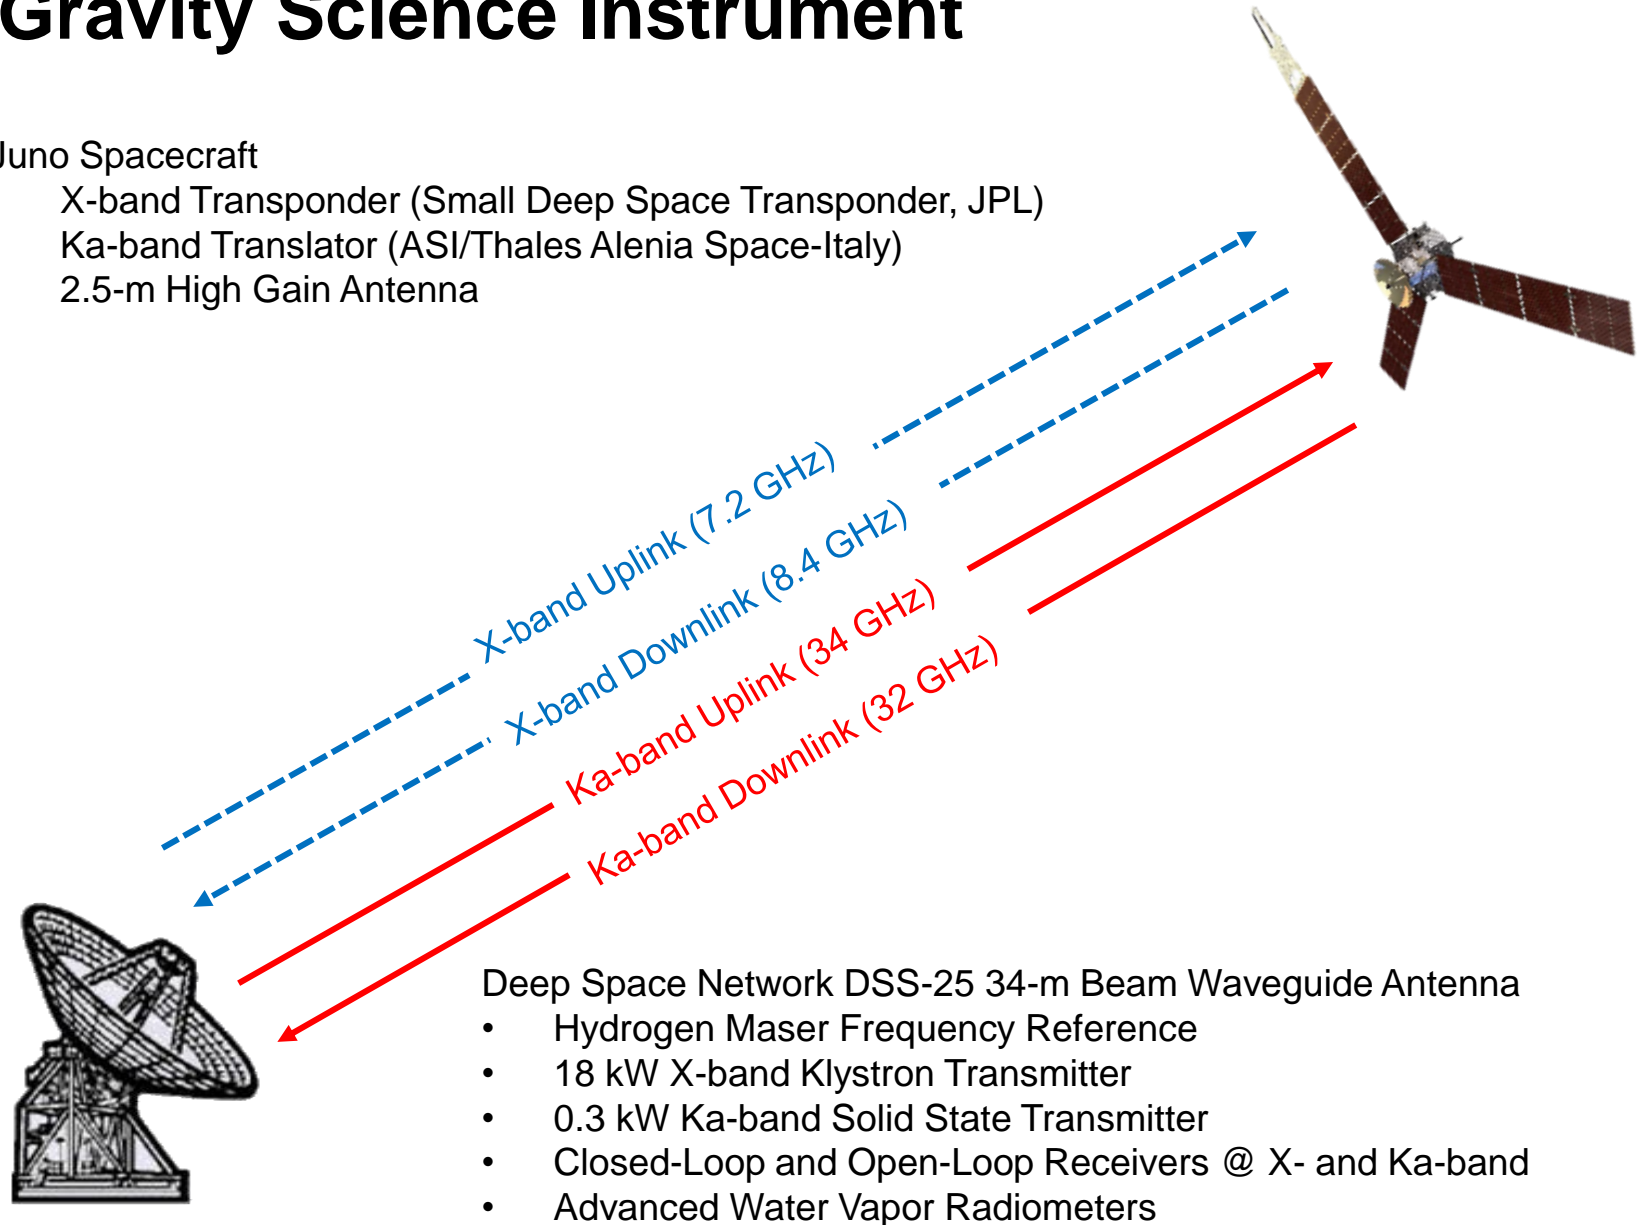 Gravity Science Instrument
Juno Spacecraft
X-band Transponder (Small Deep Space Transponder, JPL)
Ka-band Translator (ASI/Thales Alenia Space-Italy)
2.5-m High Gain Antenna
X-band Uplink (7.2 GHz)
X-band Downlink (8.4 GHz)
Ka-band Uplink (34 GHz)
Ka-band Downlink (32 GHz)
Deep Space Network DSS-25 34-m Beam Waveguide Antenna
• Hydrogen Maser Frequency Reference
• 18 kW X-band Klystron Transmitter
• 0.3 kW Ka-band Solid State Transmitter
• Closed-Loop and Open-Loop Receivers @ X- and Ka-band
• Advanced Water Vapor Radiometers